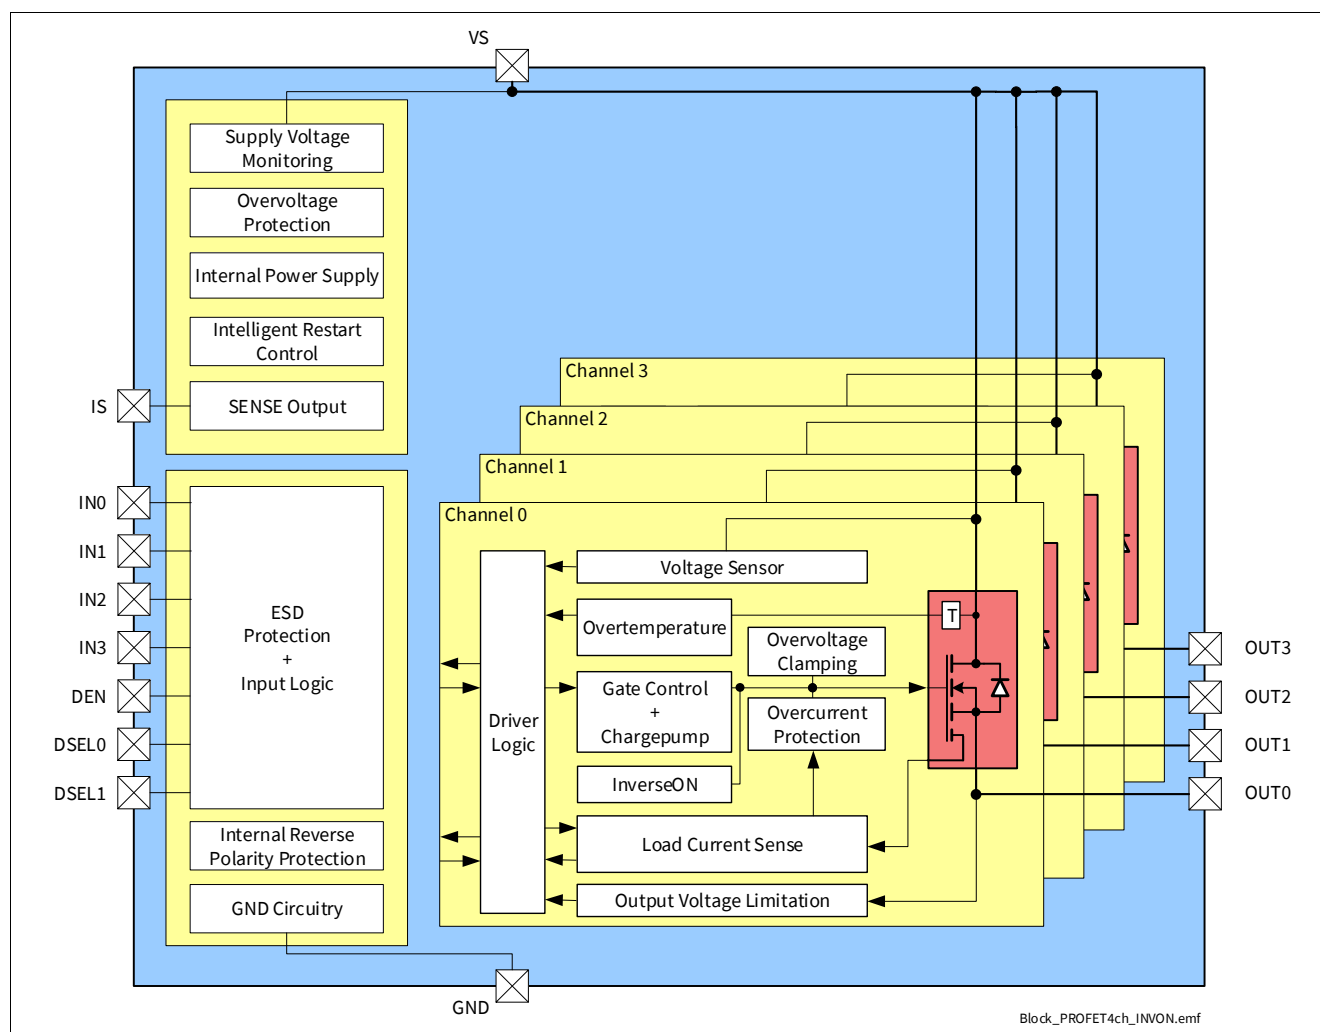 VS
Supply Voltage
Monitoring
Overvoltage
Protection
Internal Power Supply
Intelligent Restart
Control
SENSE Output
IS
IN0
IN1
IN2
IN3
DEN
DSEL0
DSEL1
ESD
Protection
+
Input Logic
Internal Reverse
Polarity Protection
GND Circuitry
GND
Channel 3
Channel 2
Channel 1
Channel 0
Driver
Logic
Voltage Sensor
Overtemperature
T
Overvoltage
Clamping
Gate Control
+
Chargepump
Overcurrent
Protection
InverseON
Load Current Sense
Output Voltage Limitation
OUT3
OUT2
OUT1
OUT0
Block_PROFET4ch_INVON.emf